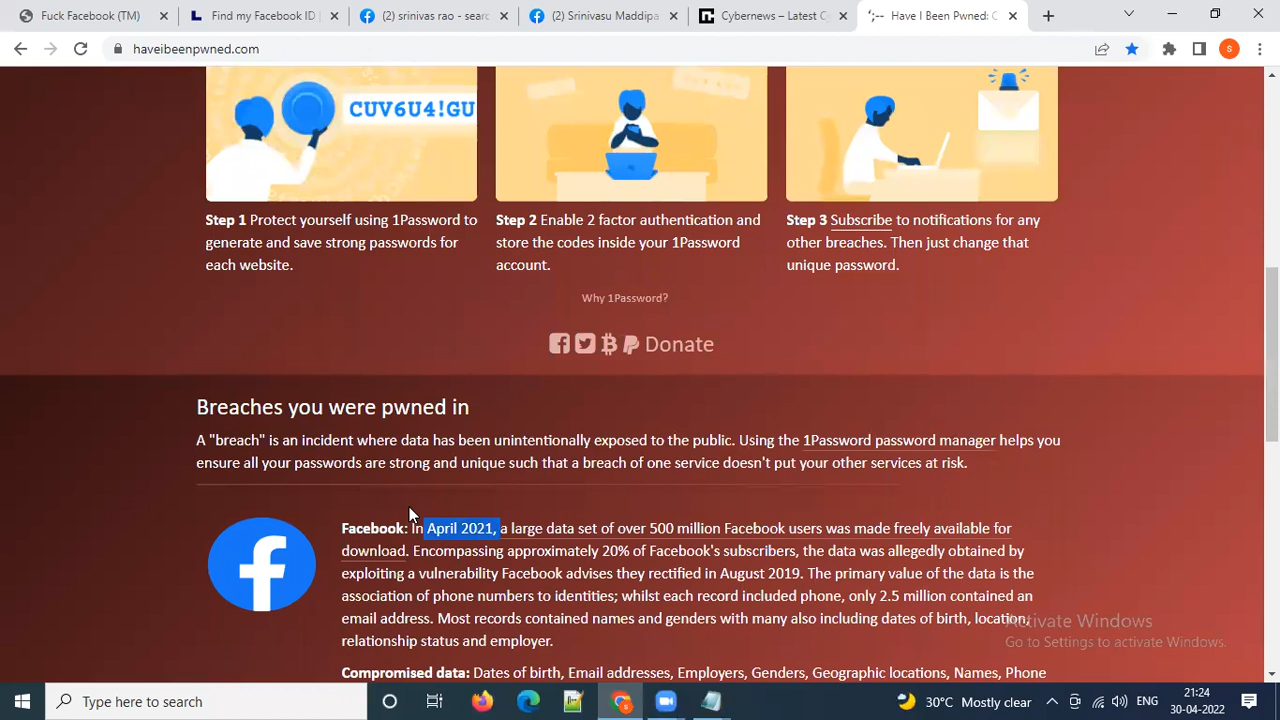 Fuck Facebook (TM)
Find my Facebook ID
(2) srinivas rao - searc
(2) Srinivasu Maddipa
Cybernews – Latest C
Have I Been Pwned: C
haveibeenpwned.com
S
CUV6U4!GU
Step 1 Protect yourself using 1Password to
generate and save strong passwords for
each website.
Step 2 Enable 2 factor authentication and
store the codes inside your 1Password
account.
Step 3 Subscribe to notifications for any
other breaches. Then just change that
unique password.
Why 1Password?
Donate
Breaches you were pwned in
A "breach" is an incident where data has been unintentionally exposed to the public. Using the 1Password password manager helps you
ensure all your passwords are strong and unique such that a breach of one service doesn't put your other services at risk.
Facebook: In April 2021, a large data set of over 500 million Facebook users was made freely available for
download. Encompassing approximately 20% of Facebook's subscribers, the data was allegedly obtained by
exploiting a vulnerability Facebook advises they rectified in August 2019. The primary value of the data is the
association of phone numbers to identities; whilst each record included phone, only 2.5 million contained an
email address. Most records contained names and genders with many also including dates of birth, location,
relationship status and employer.
Compromised data: Dates of birth, Email addresses, Employers, Genders, Geographic locations, Names, Phone
Activate Windows
Go to Settings to activate Windows.
Type here to search
30°C Mostly clear
ENG
21:24
30-04-2022